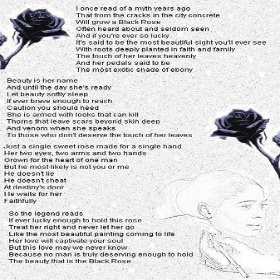 I once read of a myth years ago
That from the cracks in the city concrete
Will grow a Black Rose
Often heard about and seldom seen
And if you're ever so lucky
It's said to be the most beautiful sight you'll ever see
With roots deeply planted in faith and family
The touch of her leaves heavenly
And her pedals said to be
The most exotic shade of ebony
Beauty is her name
And until the day she's ready
Let beauty softly sleep
If ever brave enough to reach
Caution you should need
She is armed with looks that can kill
Thorns that leave scars beyond skin deep
And venom when she speaks
To those who don't deserve the touch of her leaves
Just a single sweet rose made for a single hand
Her two eyes, two arms and two hands
Grown for the heart of one man
But he most-likely is not you or me
He doesn't lie
He doesn't cheat
At destiny's door
He waits for her
Faithfully
So the legend reads
If ever lucky enough to hold this rose
Treat her right and never let her go
Like the most beautiful painting coming to life
Her love will captivate your soul
But this love may we never know
Because no man is truly deserving enough to hold
The beauty that is the Black Rose